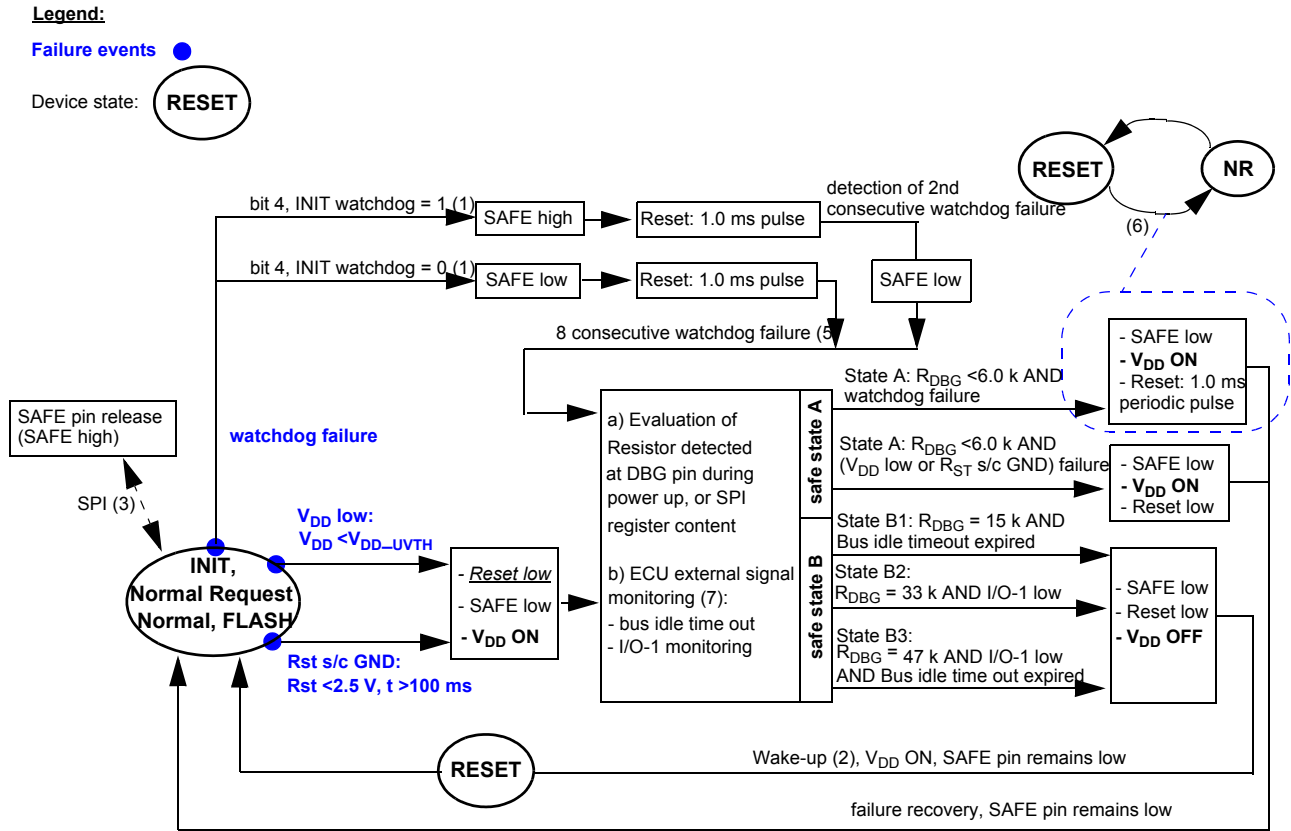 Legend:
Failure events
Device state:
RESET
RESET
NR
(6)
bit 4, INIT watchdog = 1 (1)
SAFE high
Reset: 1.0 ms pulse
detection of 2nd
consecutive watchdog failure
bit 4, INIT watchdog = 0 (1)
SAFE low
Reset: 1.0 ms pulse
SAFE low
8 consecutive watchdog failure (5
SAFE pin release
(SAFE high)
SPI (3)
watchdog failure
VDD low:
VDD <VDD_UVTH
INIT,
Normal Request
Normal, FLASH
Rst s/c GND:
Rst <2.5 V, t >100 ms
- Reset low
- SAFE low
- VDD ON
a) Evaluation of
Resistor detected
at DBG pin during
power up, or SPI
register content
b) ECU external signal
monitoring (7):
- bus idle time out
- I/O-1 monitoring
safe state A
safe state B
State A: RDBG <6.0 k AND
watchdog failure
- SAFE low
- VDD ON
- Reset: 1.0 ms
periodic pulse
State A: RDBG <6.0 k AND
(VDD low or RST s/c GND) failure
- SAFE low
- VDD ON
- Reset low
State B1: RDBG = 15 k AND
Bus idle timeout expired
State B2:
RDBG = 33 k AND I/O-1 low
State B3:
RDBG = 47 k AND I/O-1 low
AND Bus idle time out expired
- SAFE low
- Reset low
- VDD OFF
RESET
Wake-up (2), VDD ON, SAFE pin remains low
failure recovery, SAFE pin remains low